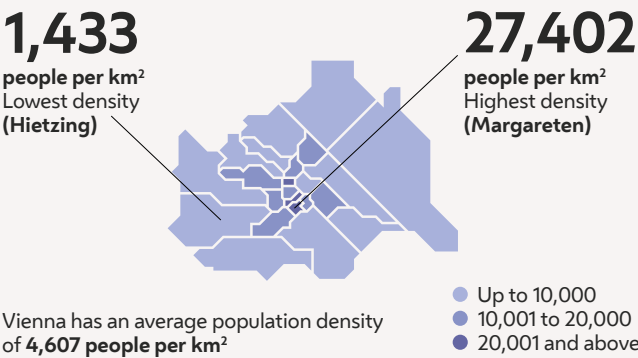 1,433
people per km²
Lowest density
(Hietzing)
27,402
people per km²
Highest density
(Margareten)
Vienna has an average population density
of 4,607 people per km²
Up to 10,000
10,001 to 20,000
20,001 and above